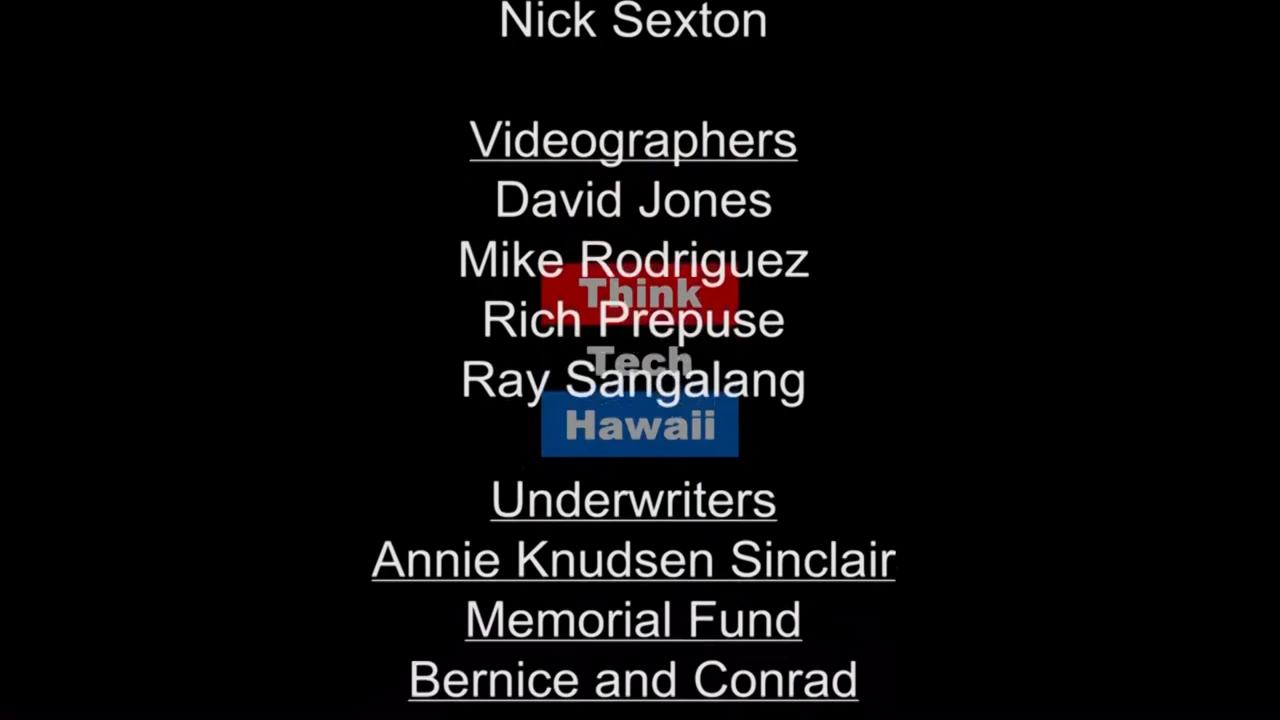 Nick Sexton
Videographers
David Jones
Mike Rodriguez
Think
Rich Prepuse
Tech
Ray Sangalang
Hawaii
Underwriters
Annie Knudsen Sinclair
Memorial Fund
Bernice and Conrad